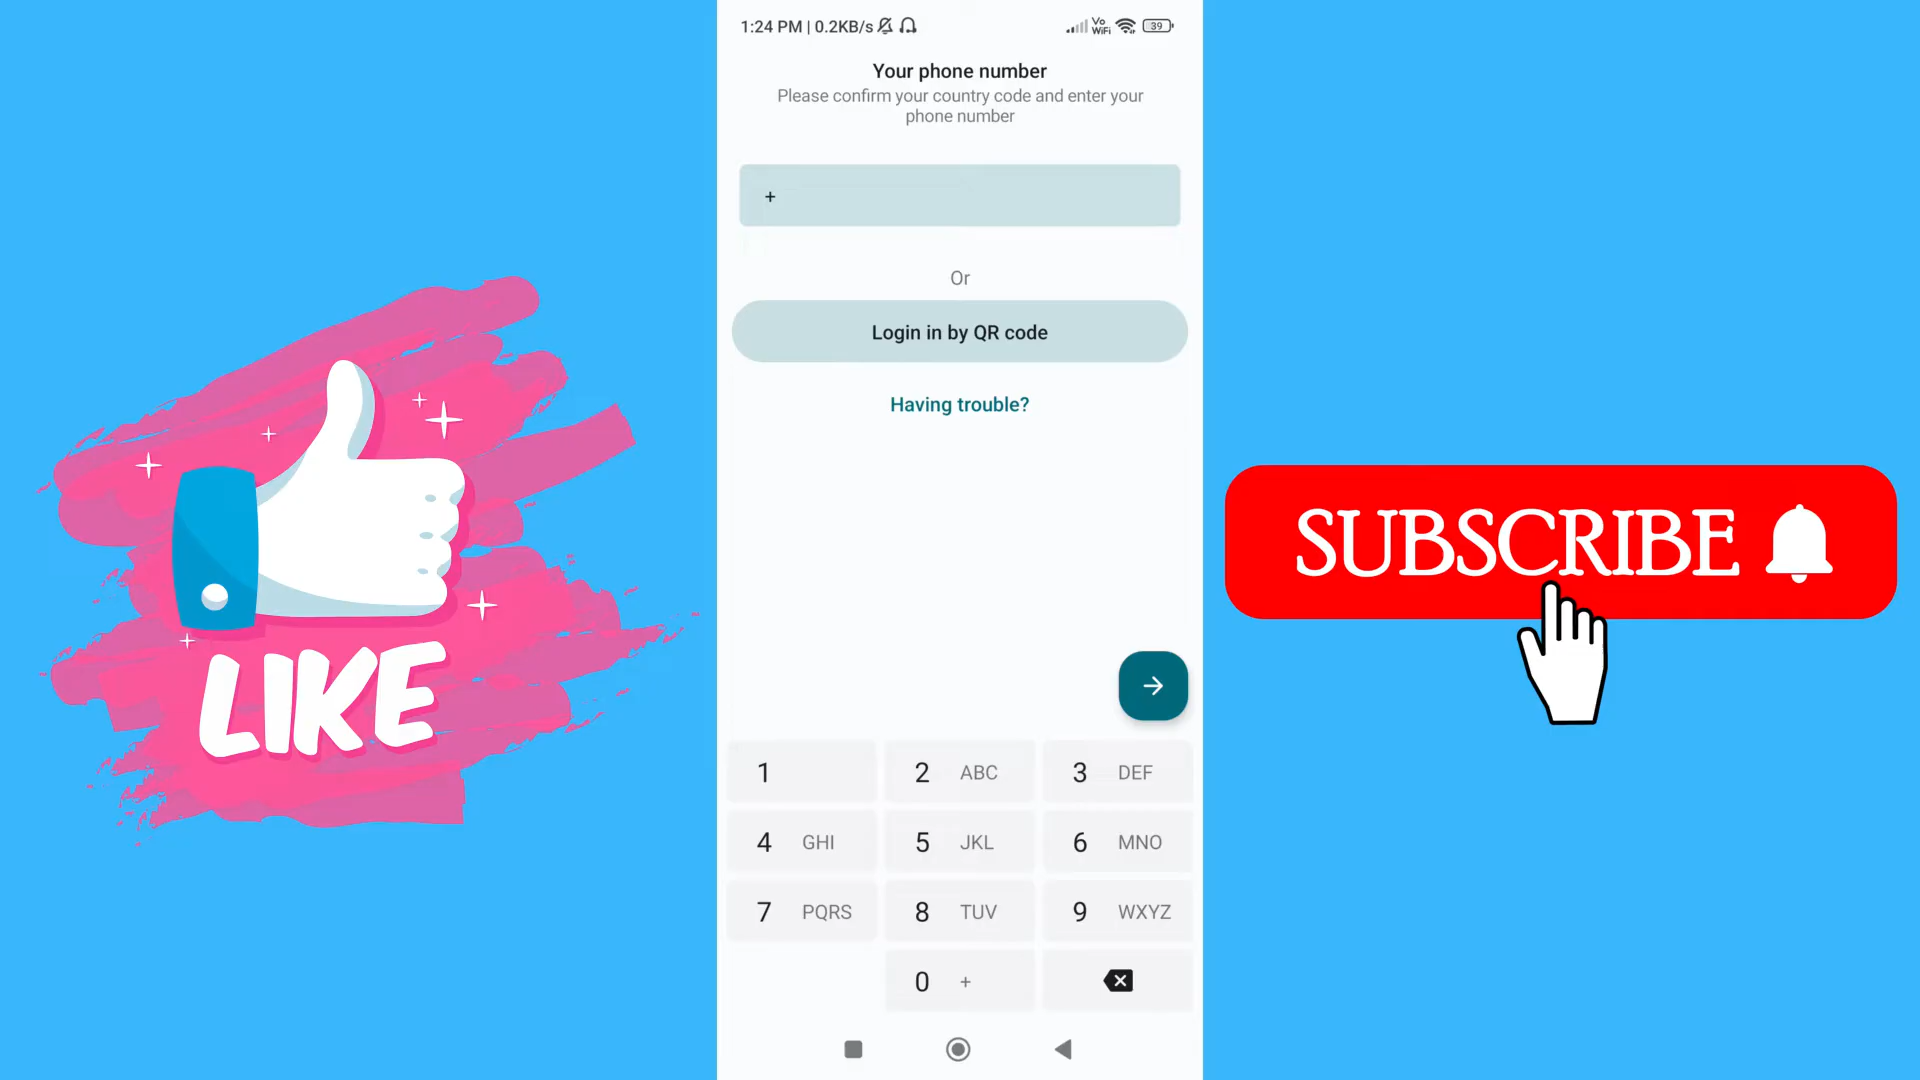 1:24 PM | 0.2KB/s
Vo
WiFi
39
Your phone number
Please confirm your country code and enter your
phone number
+
Or
Login in by QR code
Having trouble?
LIKE
SUBSCRIBE
1
2 ABC
3 DEF
4 GHI
5 JKL
6 MNO
7 PQRS
8 TUV
9 WXYZ
0 +